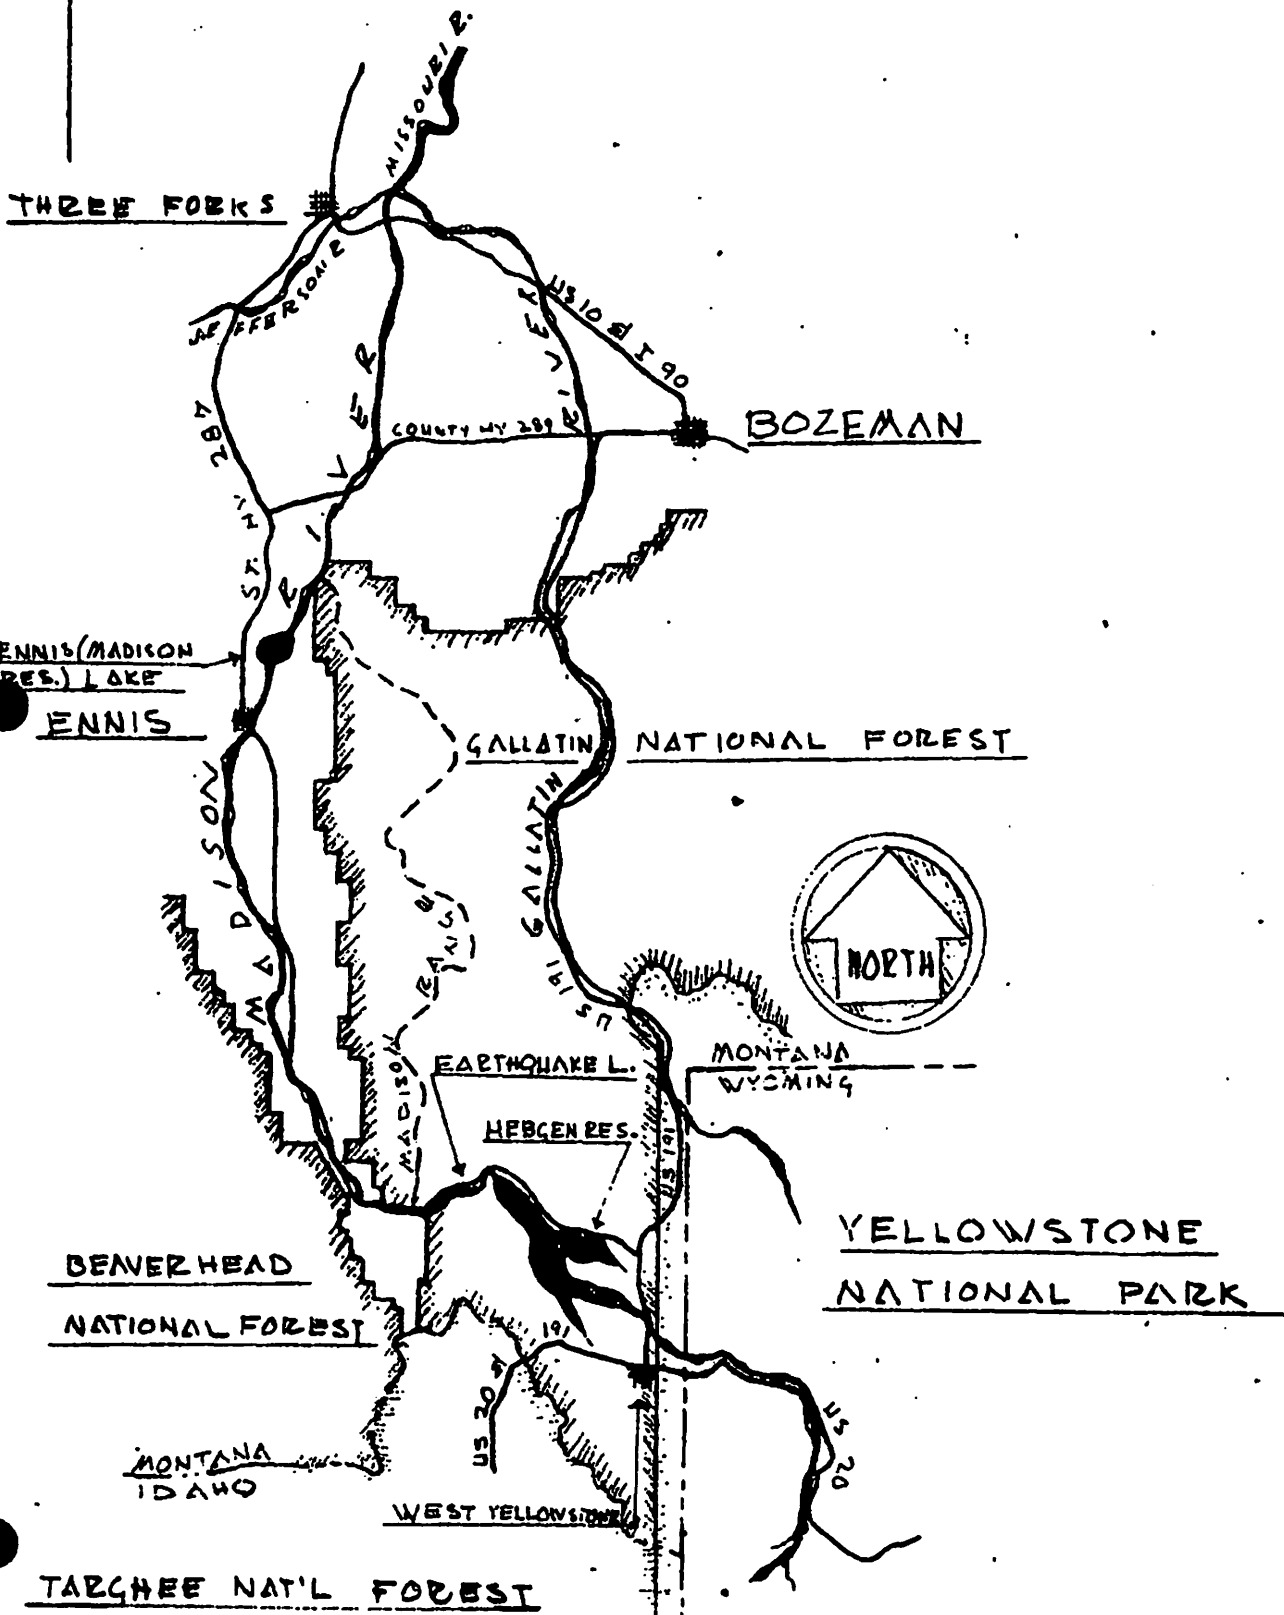 MISSOURI R.
THREE FORKS
JEFFERSON R
US 10 & I 90
RIVER
RIVER
ST. HY 287
COUNTY HY 289
BOZEMAN
ENNIS (MADISON
RES.) LAKE
ENNIS
GALLATIN NATIONAL FOREST
MADISON
GALLATIN
MADISON RANGE
NORTH
US 191
EARTHQUAKE L.
MONTANA
WYOMING
HEBGEN RES.
US 191
YELLOWSTONE
NATIONAL PARK
BEAVERHEAD
NATIONAL FOREST
US 20 & 191
US 20
MONTANA
IDAHO
WEST YELLOWSTONE
TARGHEE NAT'L FOREST